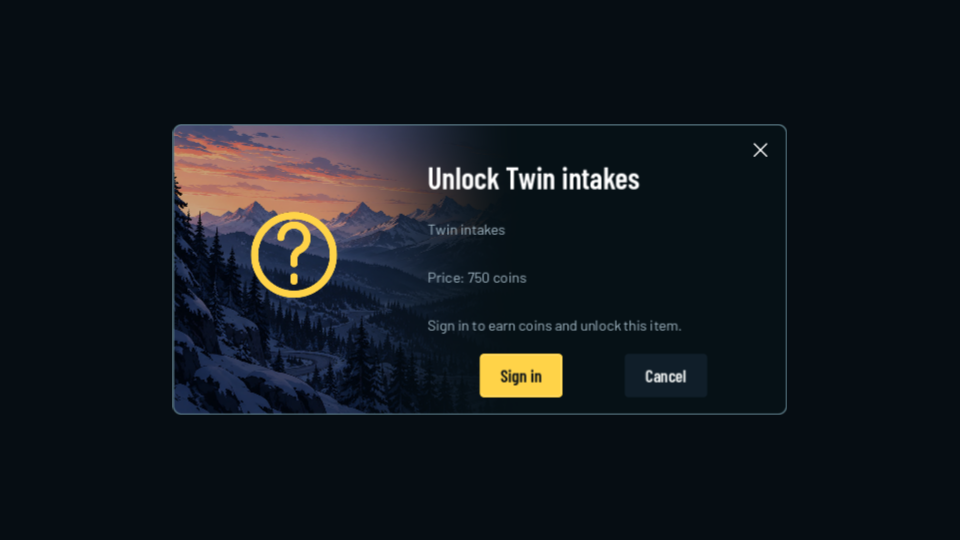 Unlock Twin intakes
Twin intakes
Price: 750 coins
Sign in to earn coins and unlock this item.
Sign in
Cancel